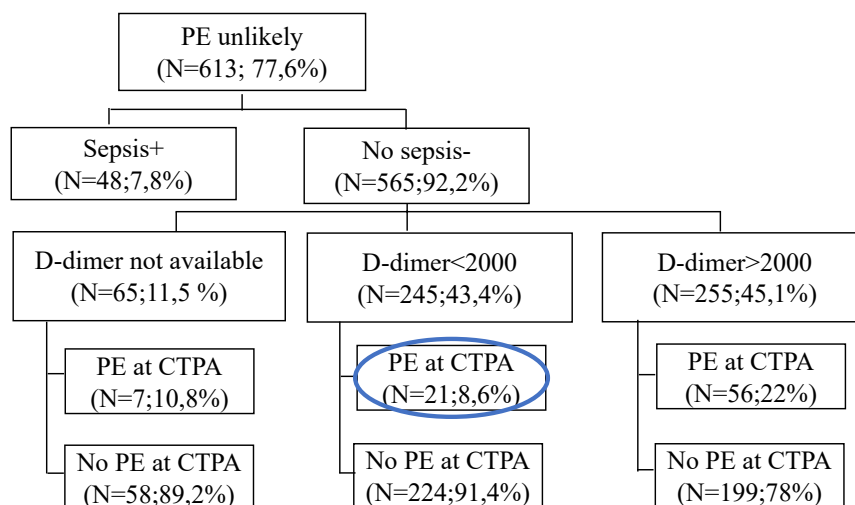 PE unlikely
(N=613; 77,6%)
Sepsis+
(N=48;7,8%)
No sepsis-
(N=565;92,2%)
D-dimer not available
(N=65;11,5 %)
D-dimer<2000
(N=245;43,4%)
D-dimer>2000
(N=255;45,1%)
PE at CTPA
(N=7;10,8%)
PE at CTPA
(N=21;8,6%)
PE at CTPA
(N=56;22%)
No PE at CTPA
(N=58;89,2%)
No PE at CTPA
(N=224;91,4%)
No PE at CTPA
(N=199;78%)